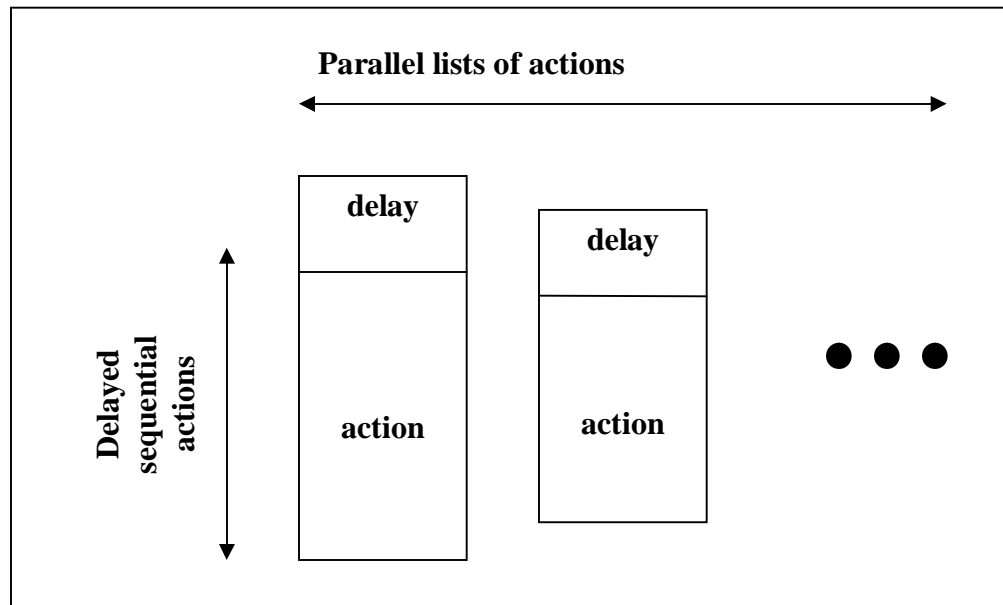 Parallel lists of actions
delay
delay
Delayed
sequential
actions
action
action